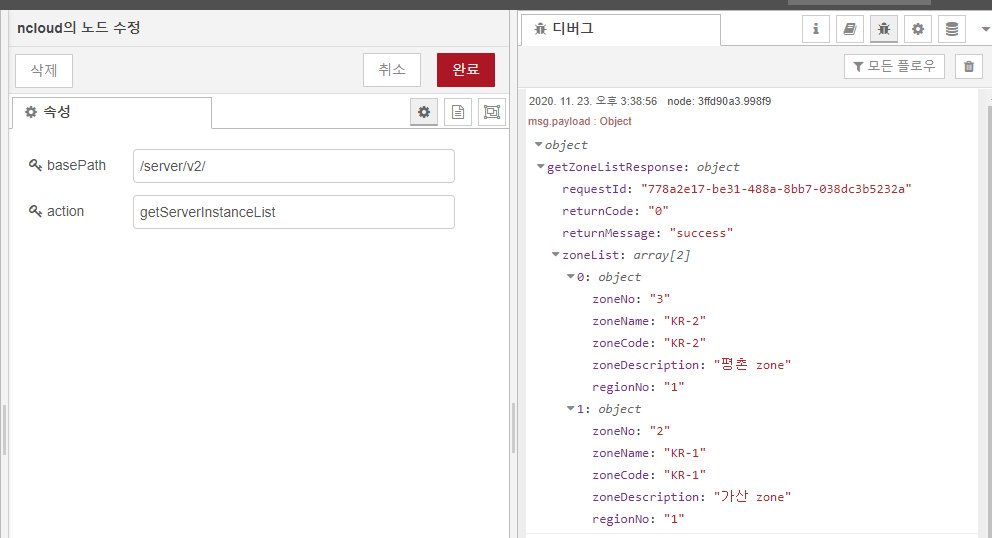 ncloud의 노드 수정
삭제
취소
완료
속성
basePath
/server/v2/
action
getServerInstanceList
디버그
모든 플로우
2020. 11. 23. 오후 3:38:56 node: 3ffd90a3.998f9
msg.payload : Object
object
getZoneListResponse: object
requestId: "778a2e17-be31-488a-8bb7-038dc3b5232a"
returnCode: "0"
returnMessage: "success"
zoneList: array[2]
0: object
zoneNo: "3"
zoneName: "KR-2"
zoneCode: "KR-2"
zoneDescription: "평촌 zone"
regionNo: "1"
1: object
zoneNo: "2"
zoneName: "KR-1"
zoneCode: "KR-1"
zoneDescription: "가산 zone"
regionNo: "1"